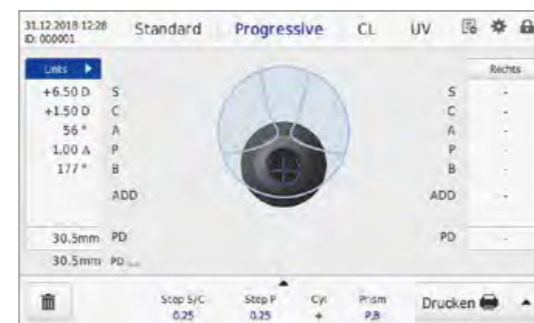 31.12.2018 12:28
ID: 000001
Standard Progressive CL UV
Links
Rechts
+6.50 D S S -
+1.50 D C C -
56 ° A A -
1.00 Δ P P -
177 ° B B -
ADD ADD -
30.5mm PD PD -
30.5mm PD
Step S/C Step P Cyl Prism Drucken
0.25 0.25 + P,B